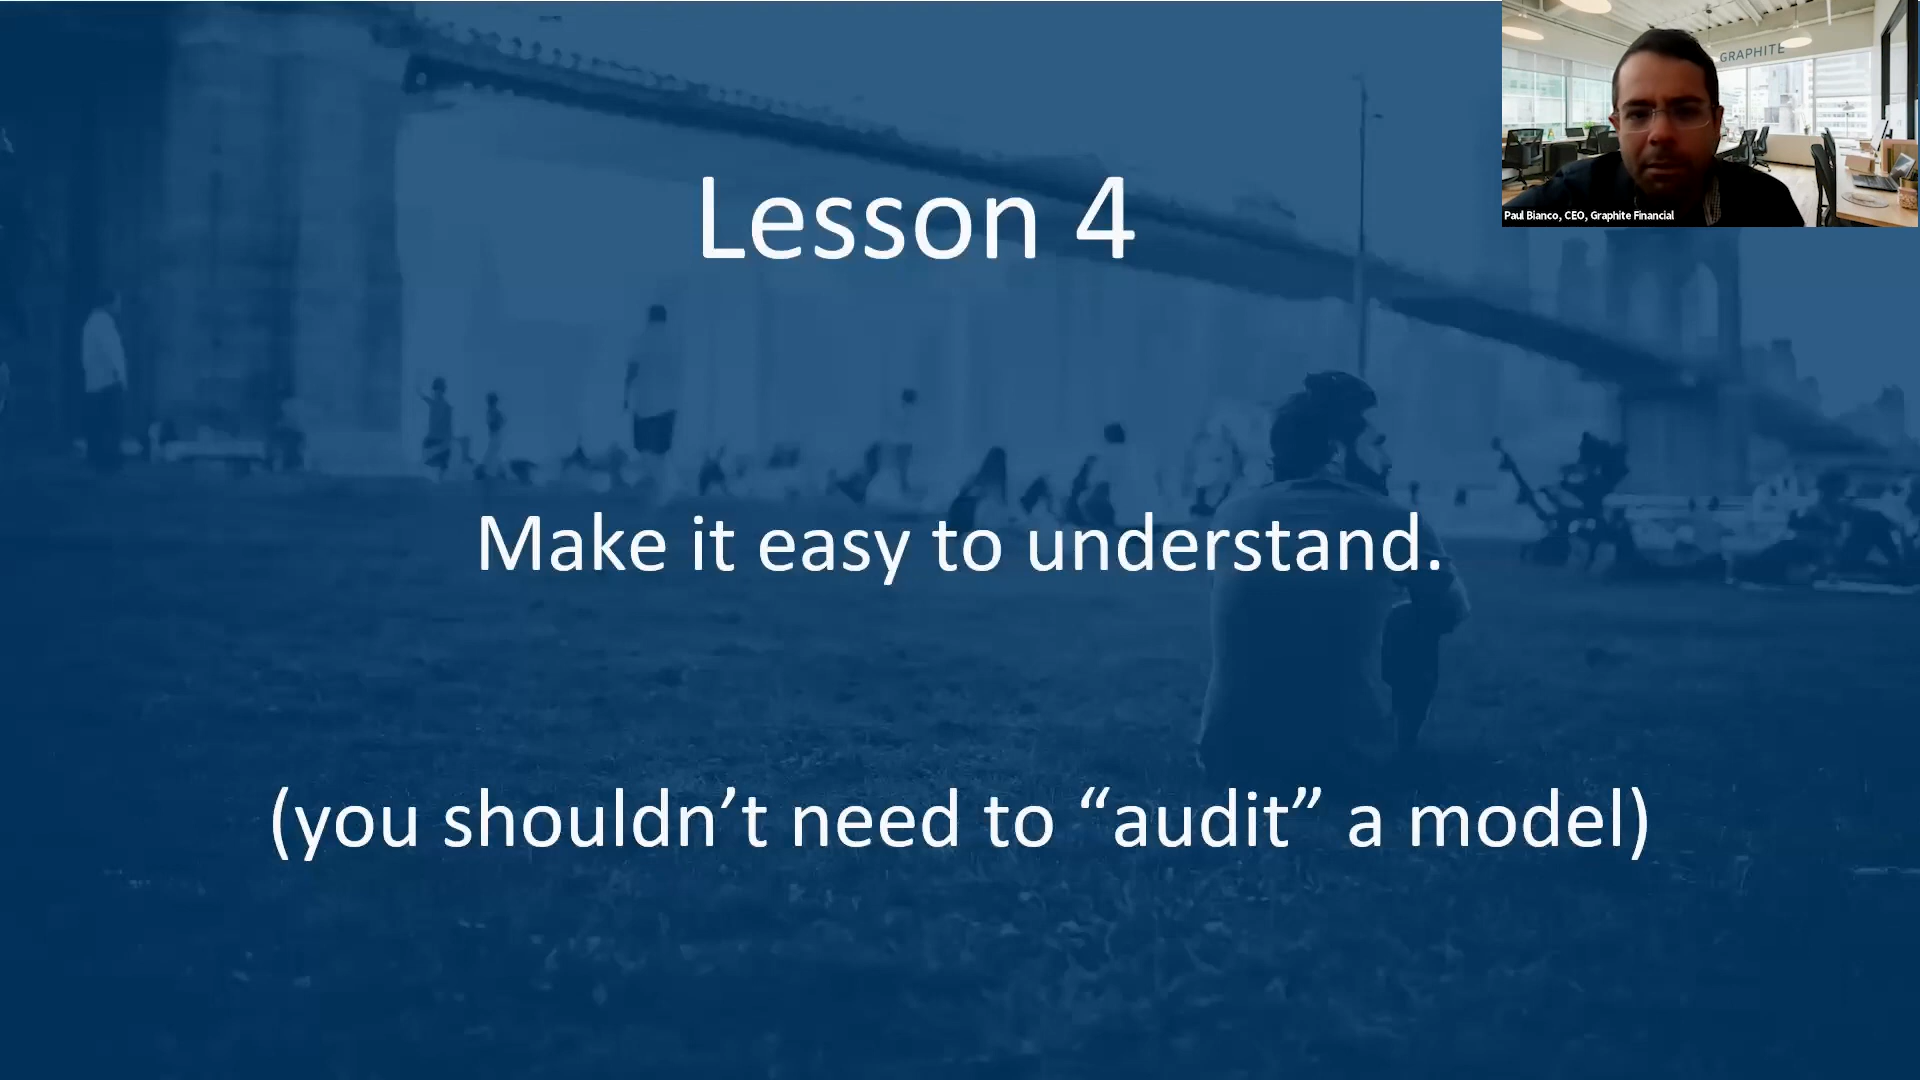 GRAPHITE
Paul Bianco, CEO, Graphite Financial
Lesson 4
Make it easy to understand.
(you shouldn’t need to “audit” a model)